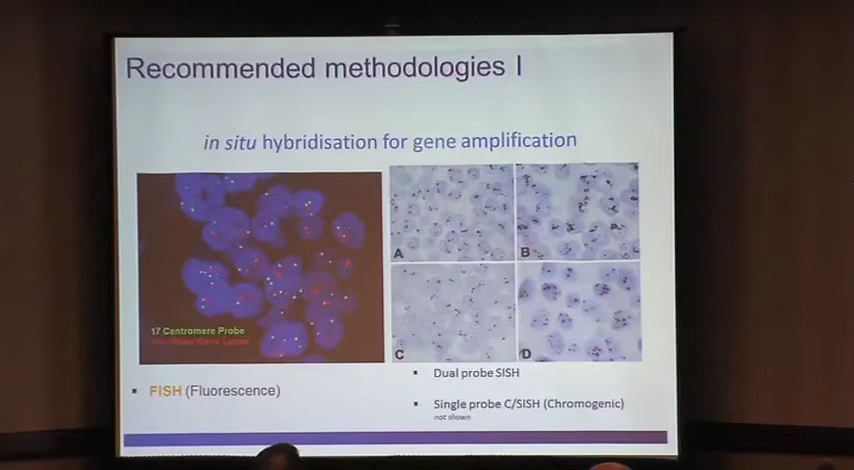 Recommended methodologies I
in situ hybridisation for gene amplification
A
B
C
D
17 Centromere Probe
▪ FISH (Fluorescence)
▪ Dual probe SISH
▪ Single probe C/SISH (Chromogenic)
not shown